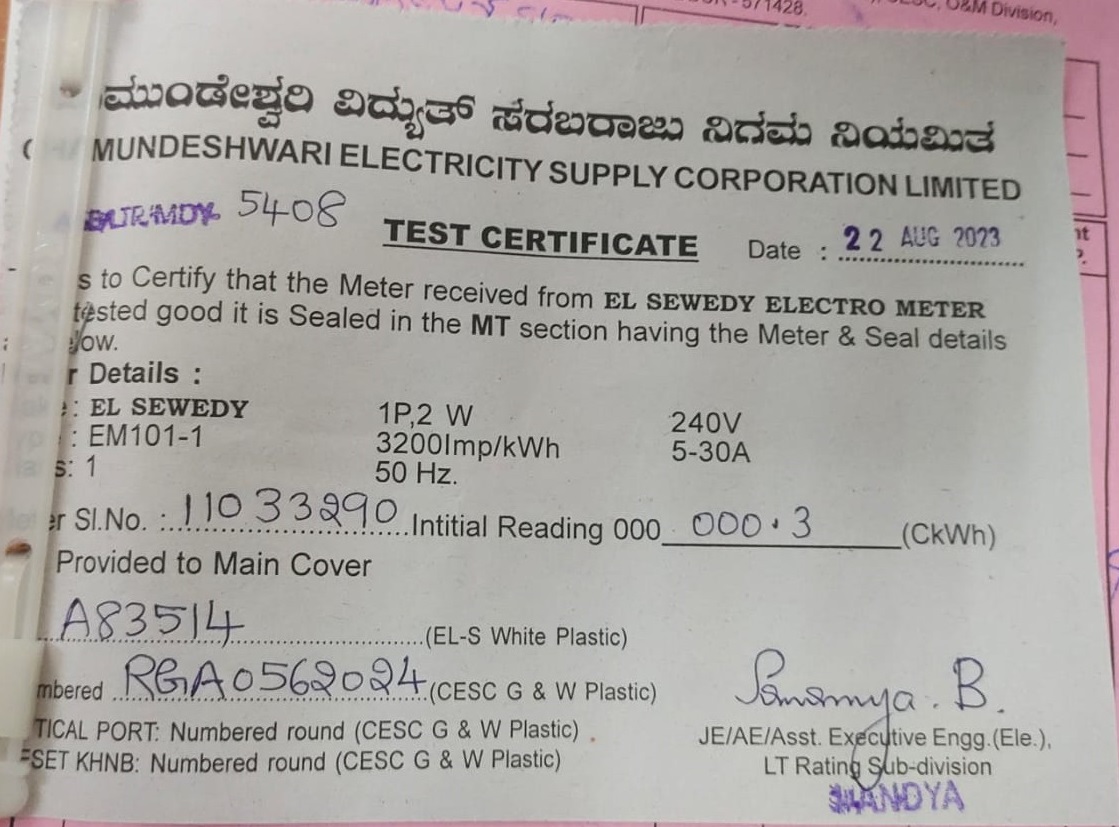 571428.
O&M Division,
ಮುಂಡೇಶ್ವರಿ ವಿದ್ಯುತ್ ಸರಬರಾಜು ನಿಗಮ ನಿಯಮಿತ
MUNDESHWARI ELECTRICITY SUPPLY CORPORATION LIMITED
5408
TEST CERTIFICATE Date : 22 AUG 2023
s to Certify that the Meter received from EL SEWEDY ELECTRO METER
tested good it is Sealed in the MT section having the Meter & Seal details
ow.
r Details :
: EL SEWEDY 1P,2 W 240V
: EM101-1 3200Imp/kWh 5-30A
s: 1 50 Hz.
er Sl.No. : 11033290 Intitial Reading 000 000.3 (CkWh)
Provided to Main Cover
A83514 (EL-S White Plastic)
mbered RGA0562024 (CESC G & W Plastic)
TICAL PORT: Numbered round (CESC G & W Plastic)
SET KHNB: Numbered round (CESC G & W Plastic)
JE/AE/Asst. Executive Engg.(Ele.),
LT Rating Sub-division
MANDYA